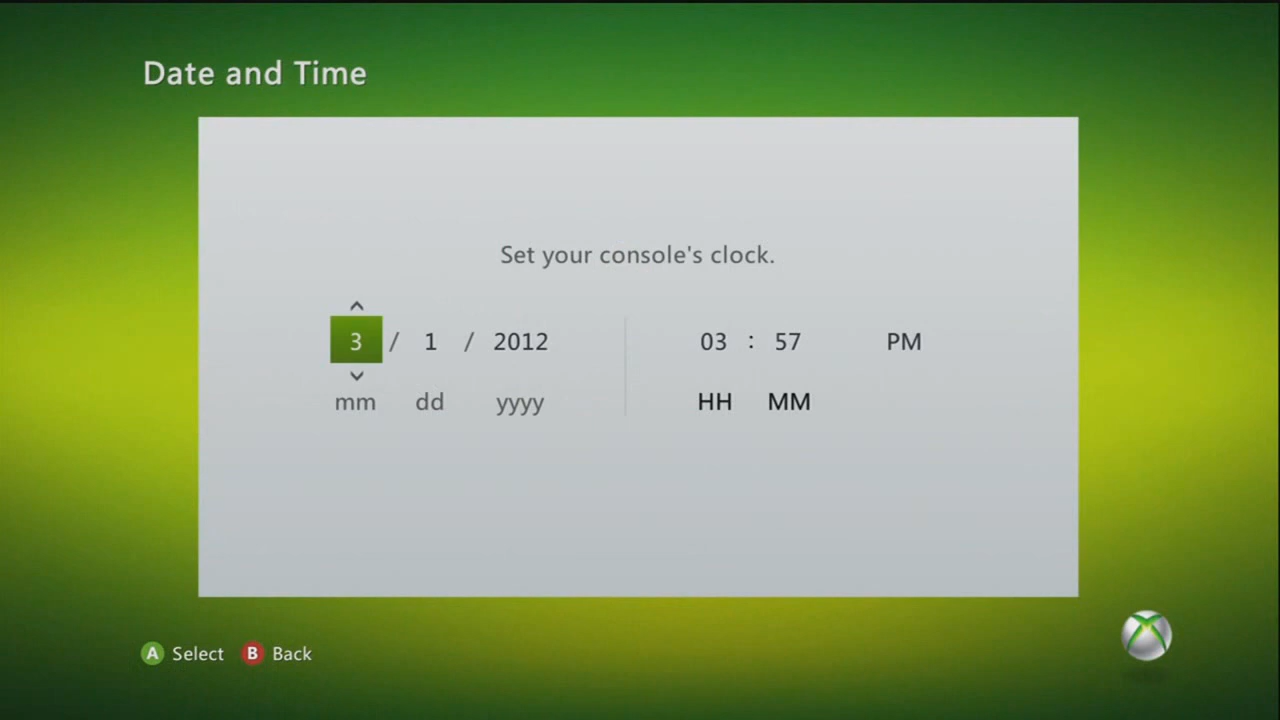 Date and Time
Set your console's clock.
3 / 1 / 2012 03 : 57 PM
mm dd yyyy HH MM
A Select B Back